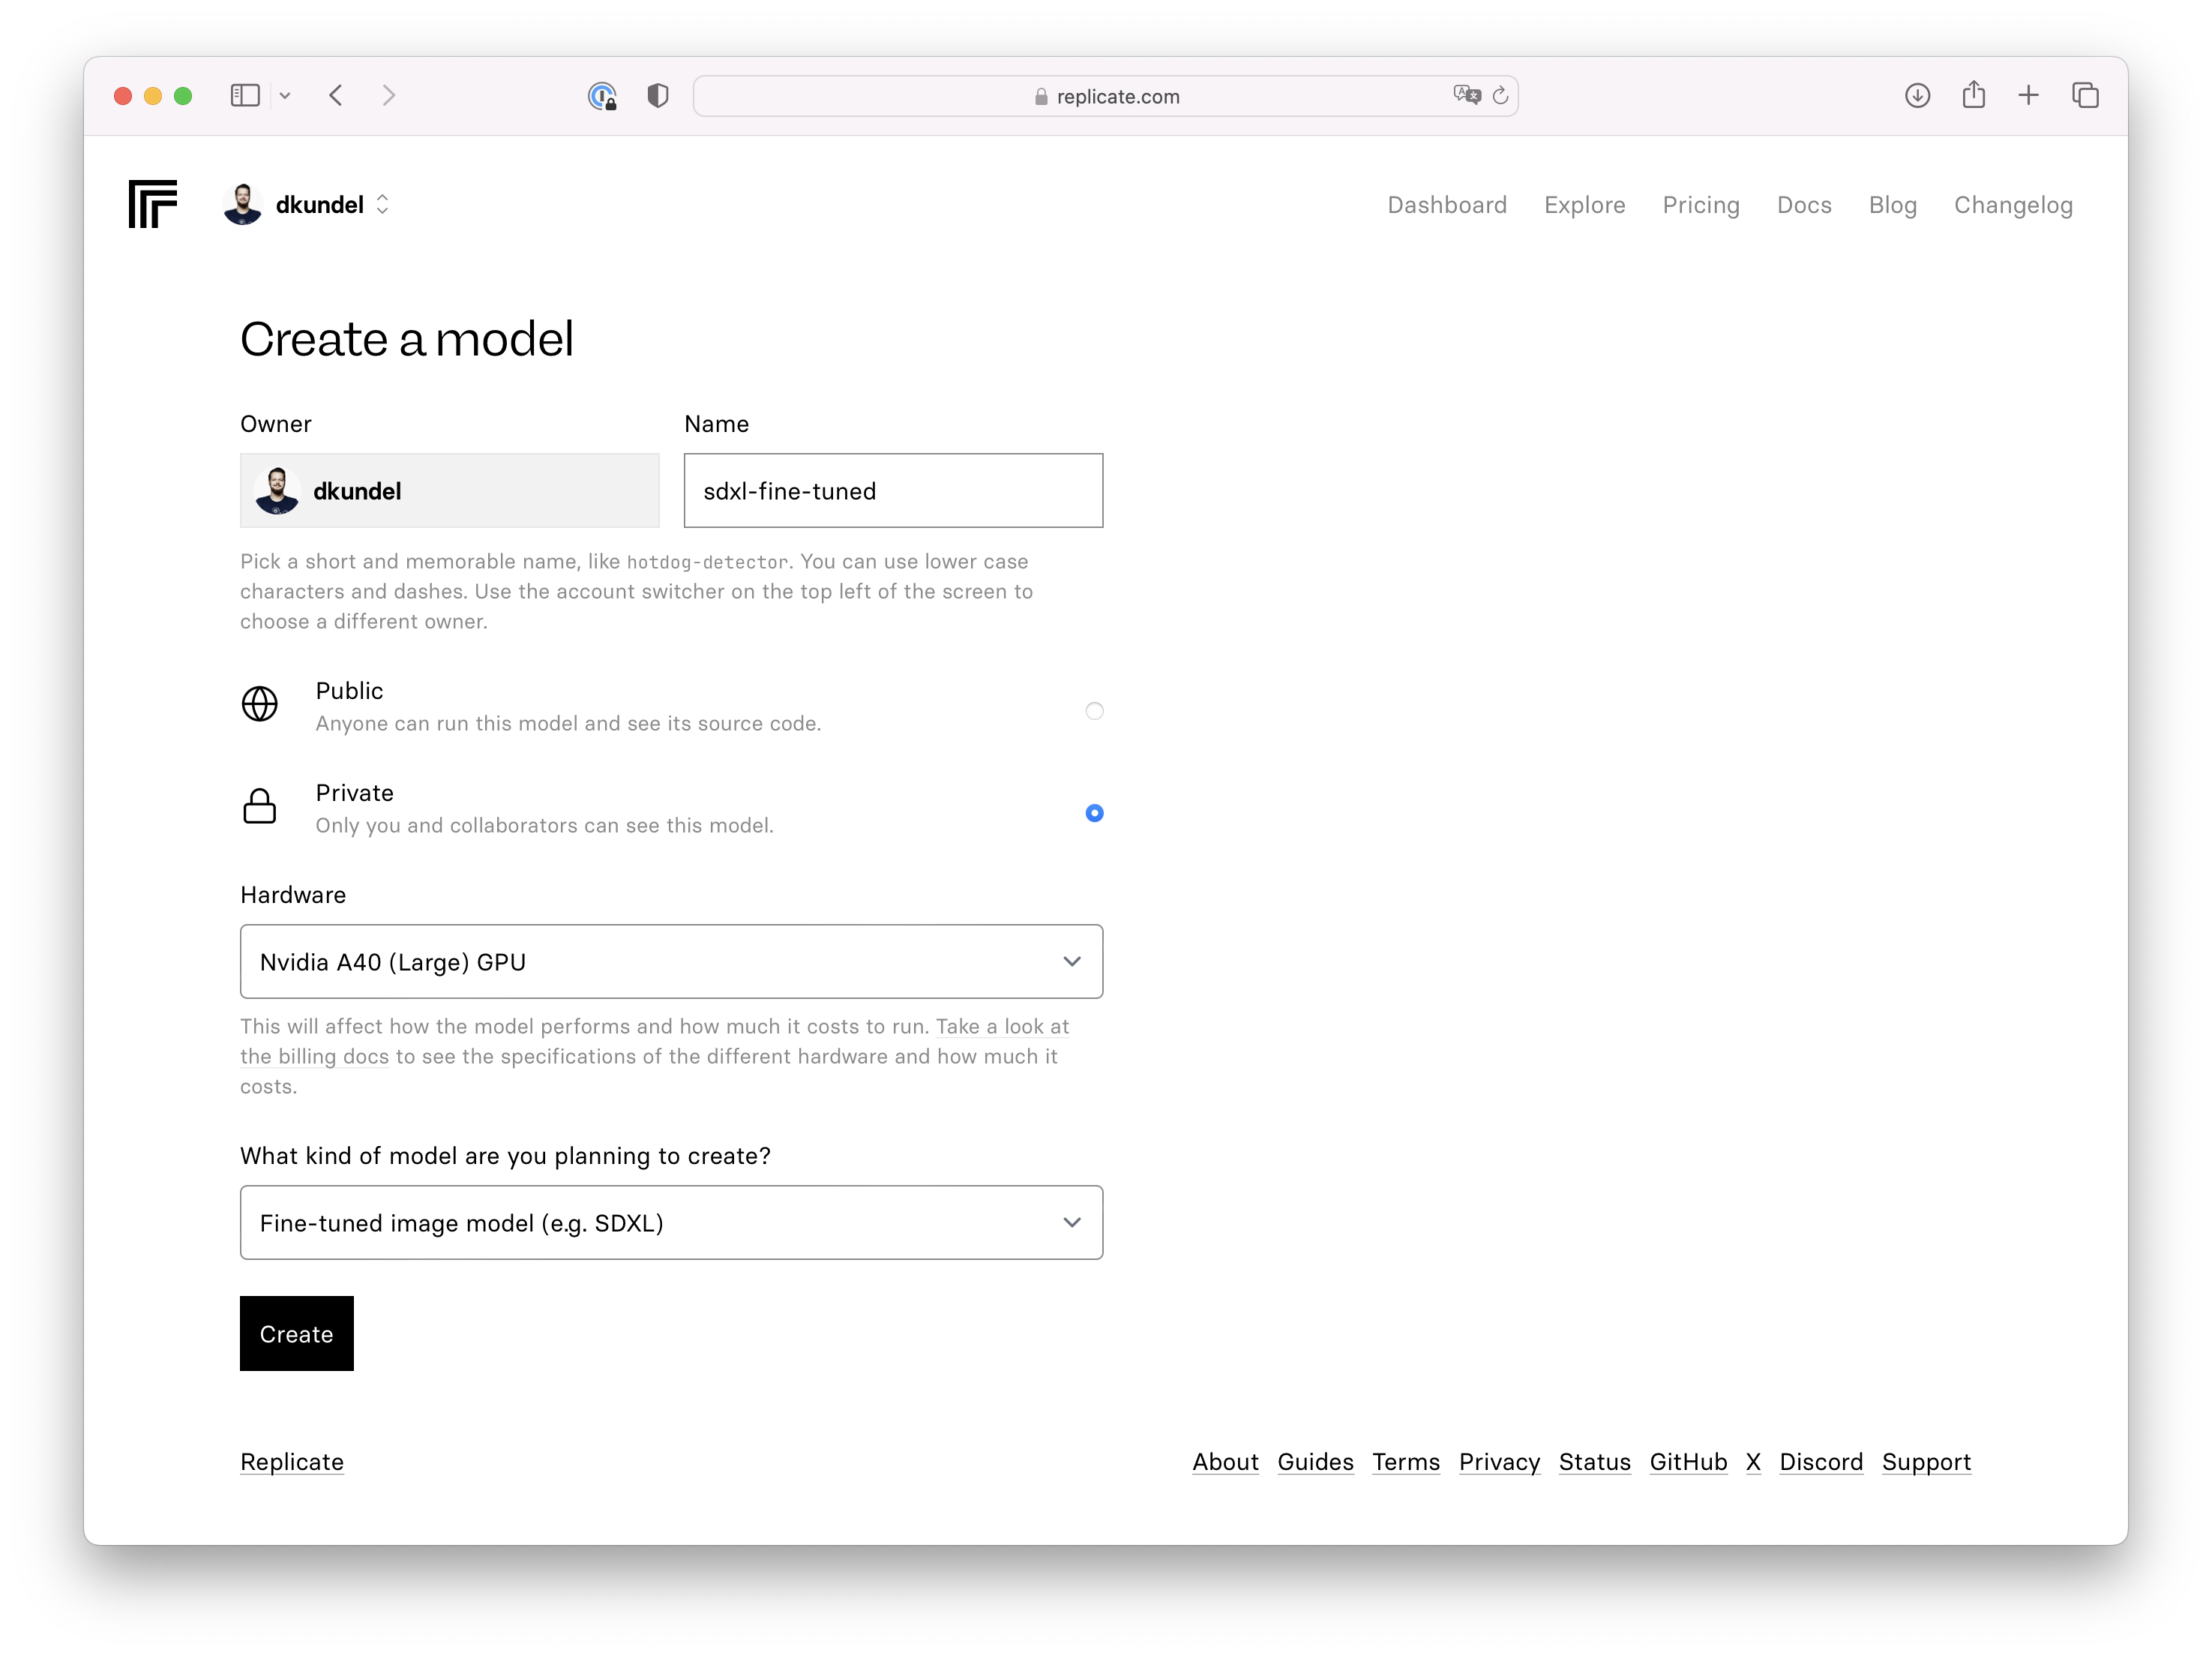 replicate.com
dkundel
Dashboard Explore Pricing Docs Blog Changelog
Create a model
Owner
Name
dkundel
sdxl-fine-tuned
Pick a short and memorable name, like hotdog-detector. You can use lower case
characters and dashes. Use the account switcher on the top left of the screen to
choose a different owner.
Public
Anyone can run this model and see its source code.
Private
Only you and collaborators can see this model.
Hardware
Nvidia A40 (Large) GPU
This will affect how the model performs and how much it costs to run. Take a look at
the billing docs to see the specifications of the different hardware and how much it
costs.
What kind of model are you planning to create?
Fine-tuned image model (e.g. SDXL)
Create
Replicate
About Guides Terms Privacy Status GitHub X Discord Support